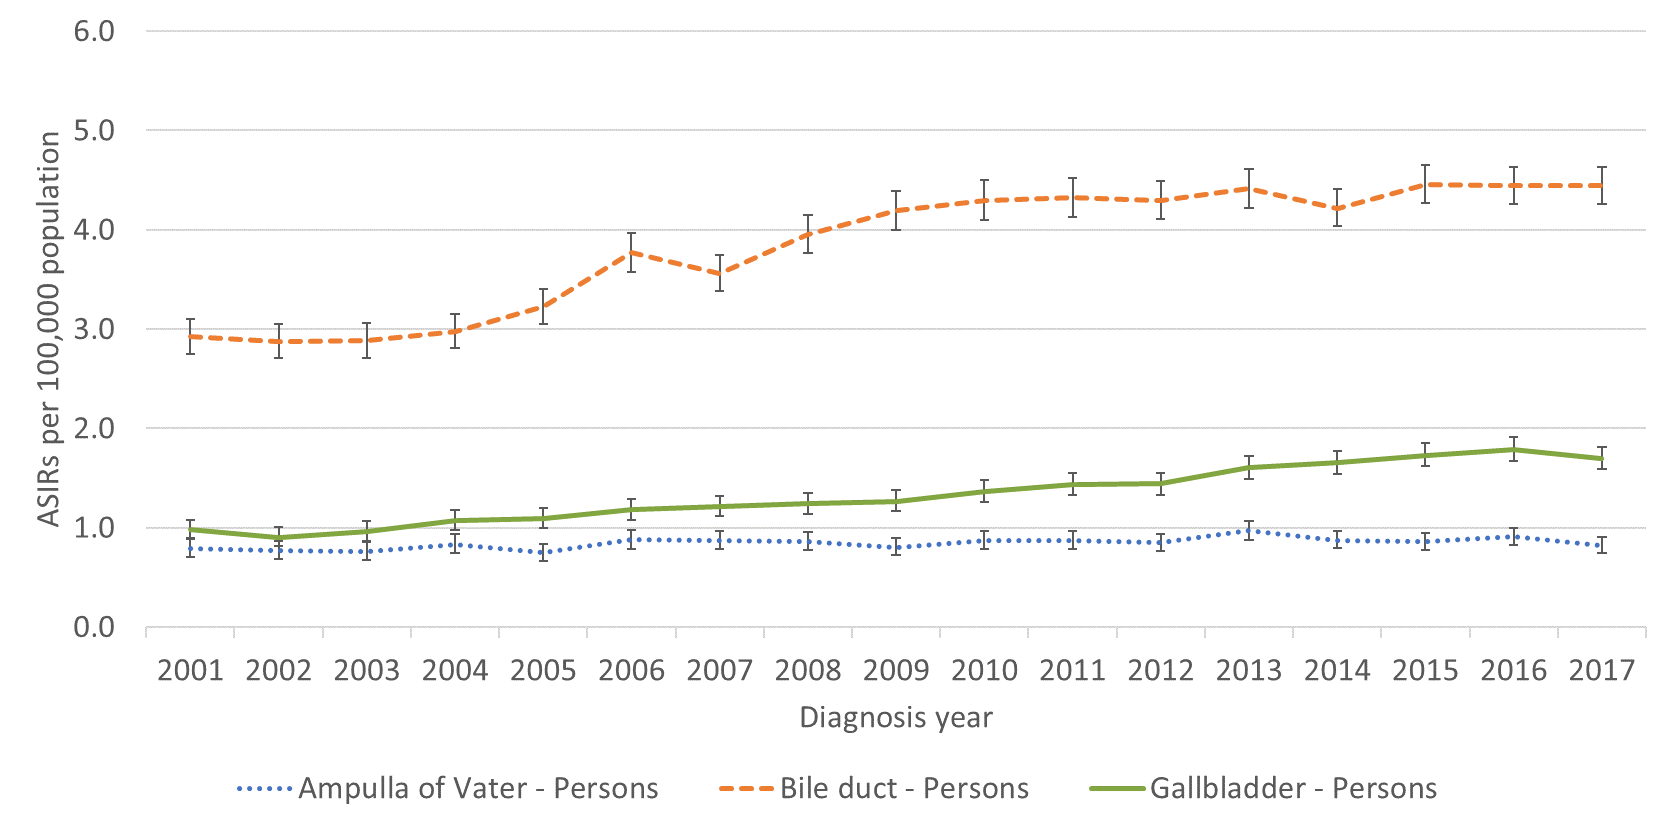 6.0
5.0
4.0
3.0
2.0
1.0
0.0
ASIRs per 100,000 population
2001 2002 2003 2004 2005 2006 2007 2008 2009 2010 2011 2012 2013 2014 2015 2016 2017
Diagnosis year
Ampulla of Vater - Persons Bile duct - Persons Gallbladder - Persons